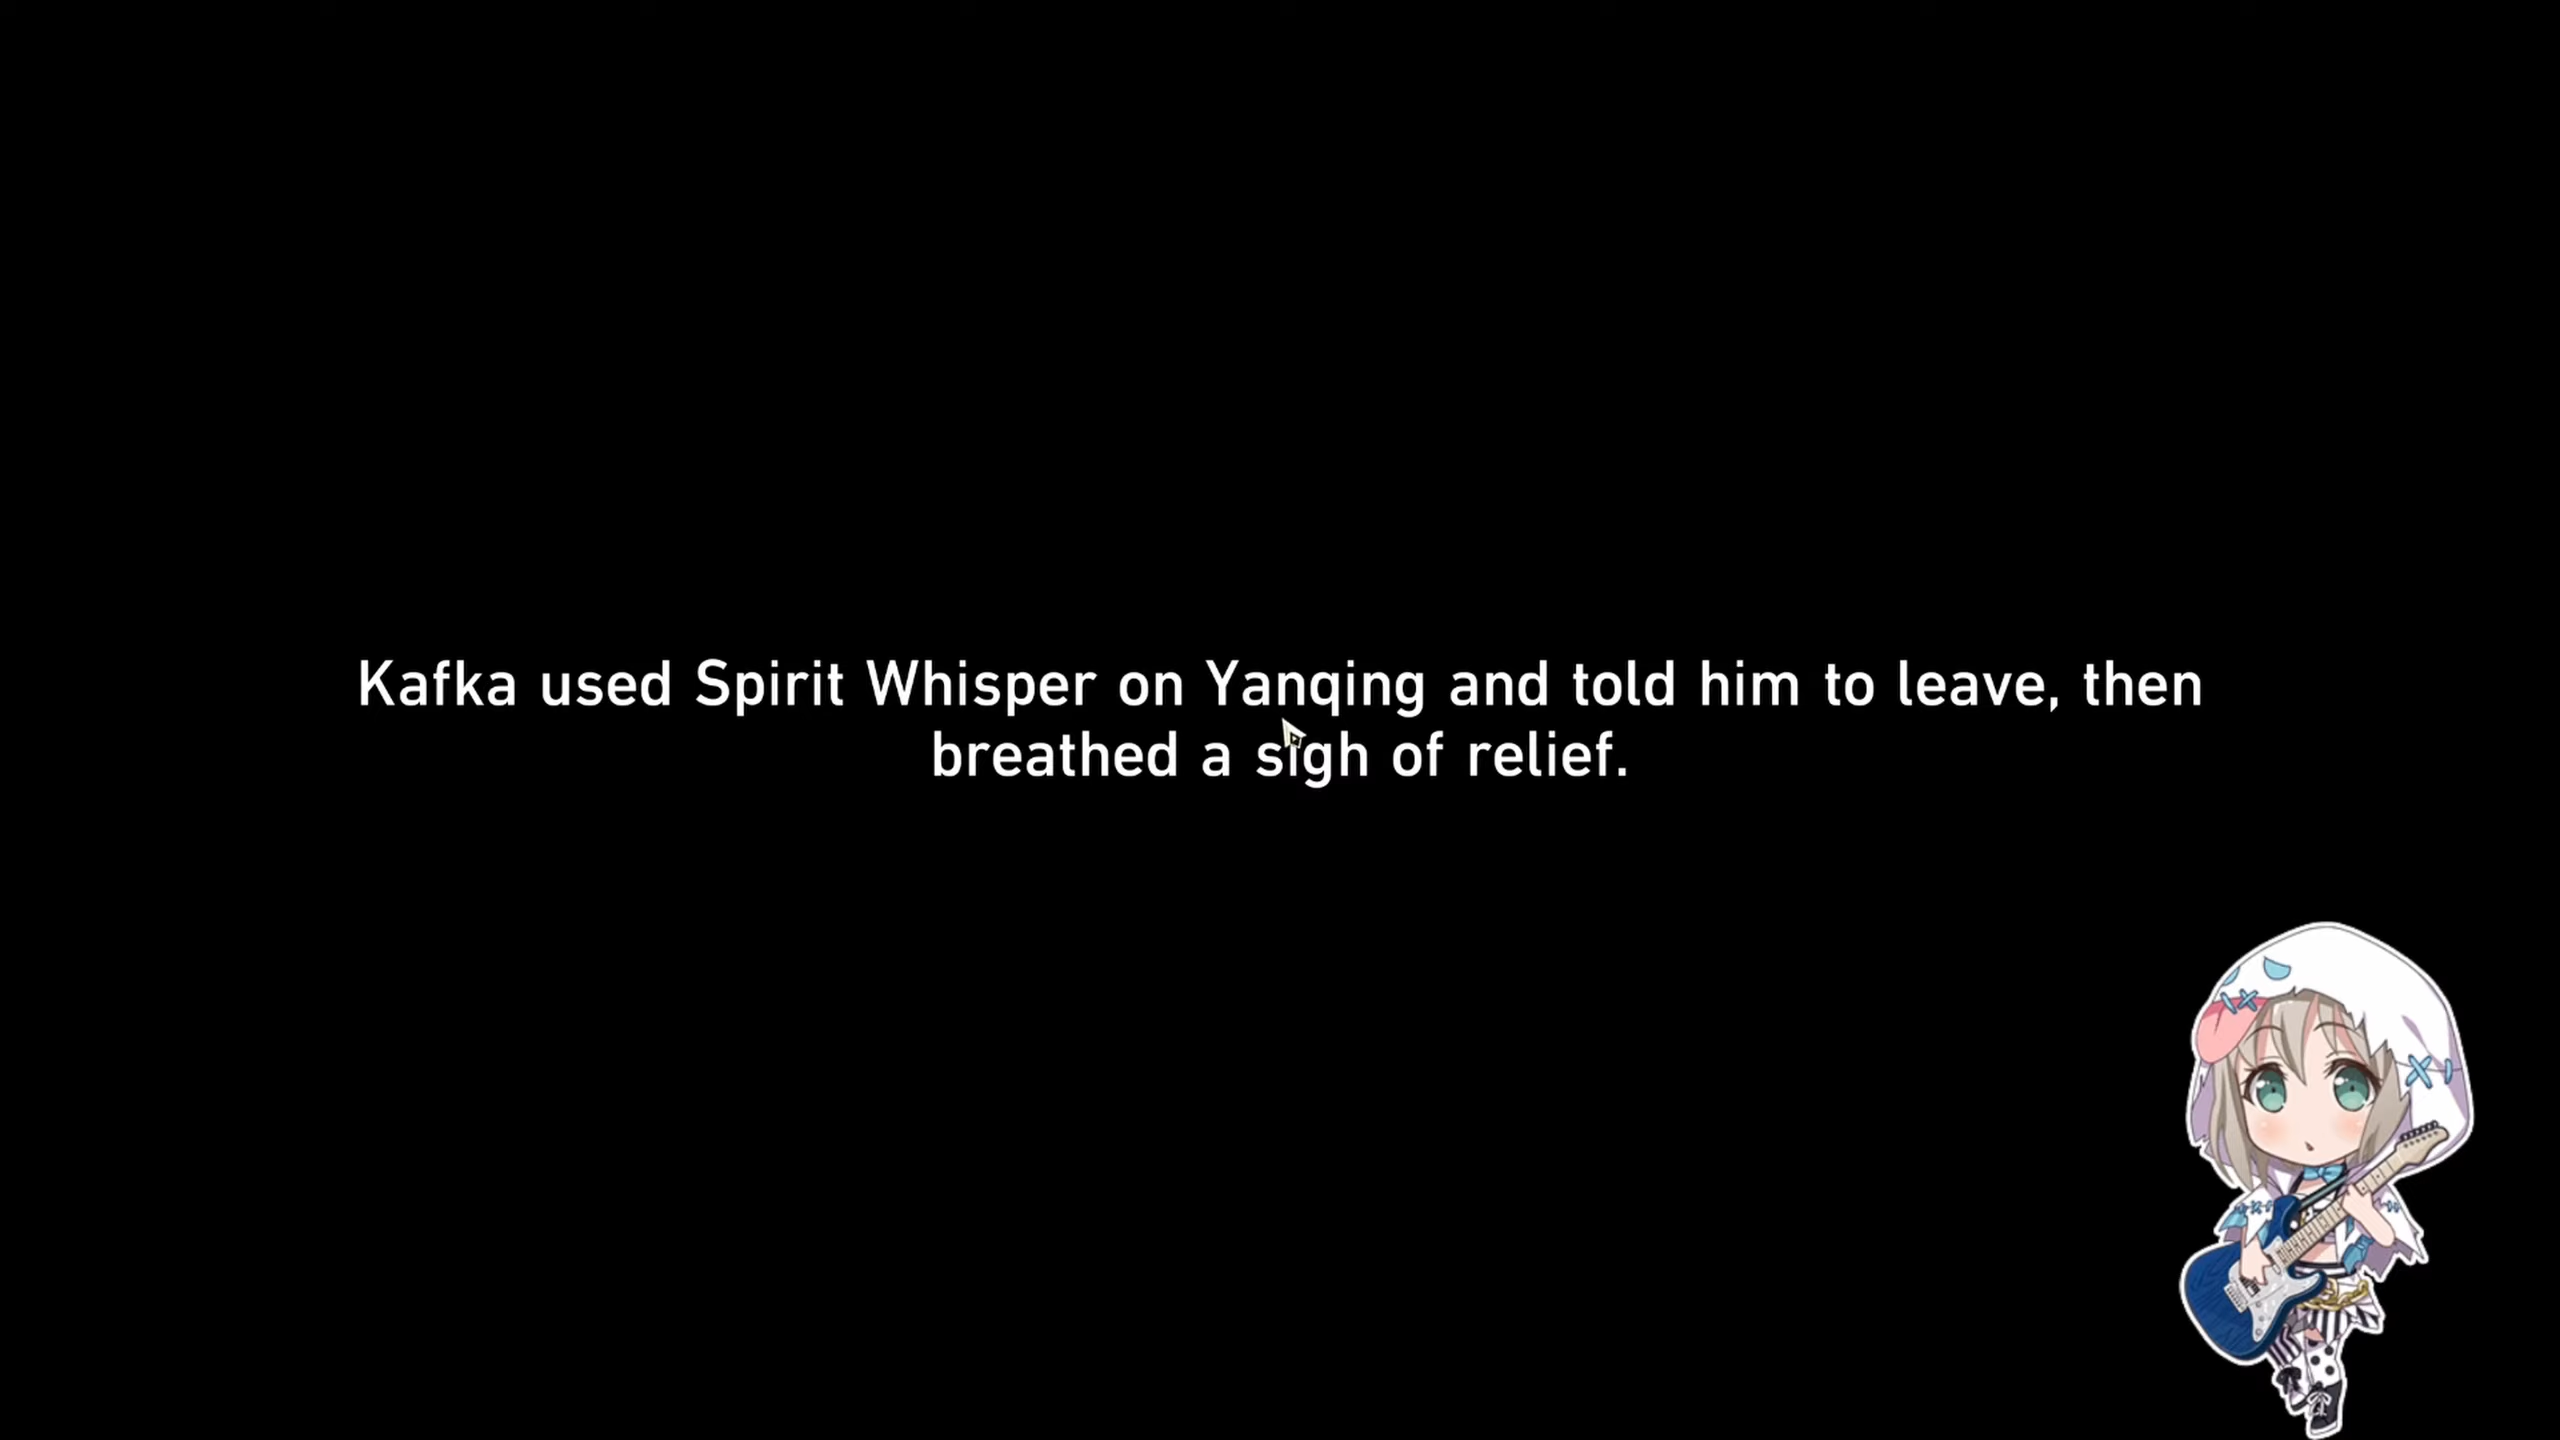 Kafka used Spirit Whisper on Yanqing and told him to leave, then
breathed a sigh of relief.